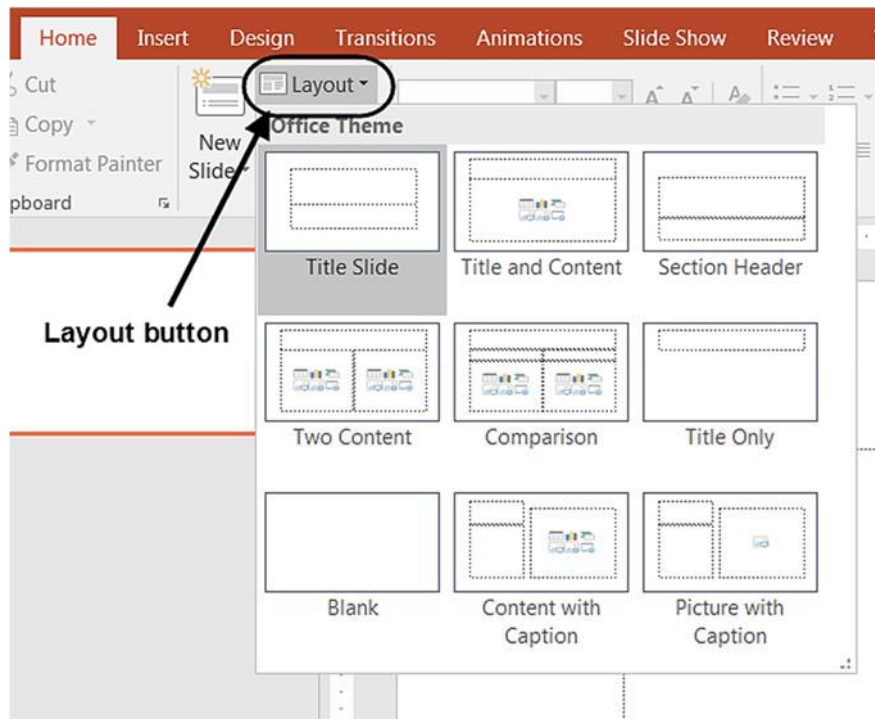 Home Insert Design Transitions Animations Slide Show Review
Cut
Copy
Format Painter
pboard
New
Slide
Layout
Office Theme
Title Slide Title and Content Section Header
Layout button
Two Content Comparison Title Only
Blank Content with Caption Picture with Caption